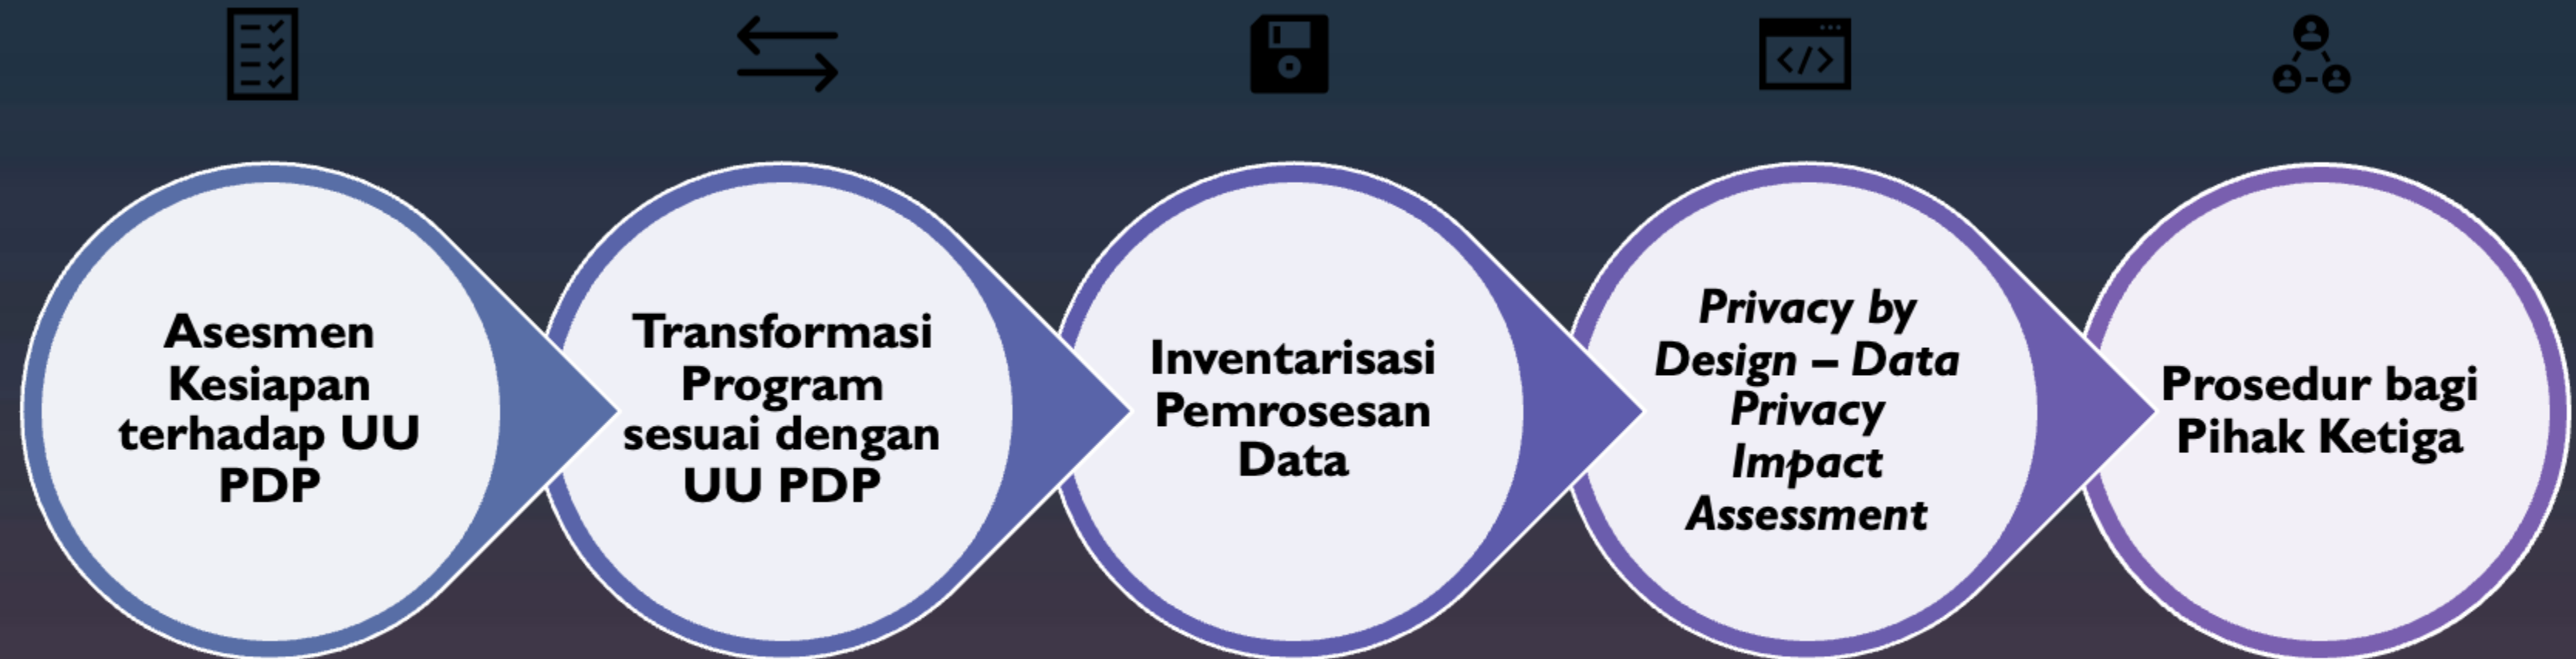 Asesmen
Kesiapan
terhadap UU
PDP
Transformasi
Program
sesuai dengan
UU PDP
Inventarisasi
Pemrosesan
Data
Privacy by
Design – Data
Privacy
Impact
Assessment
Prosedur bagi
Pihak Ketiga